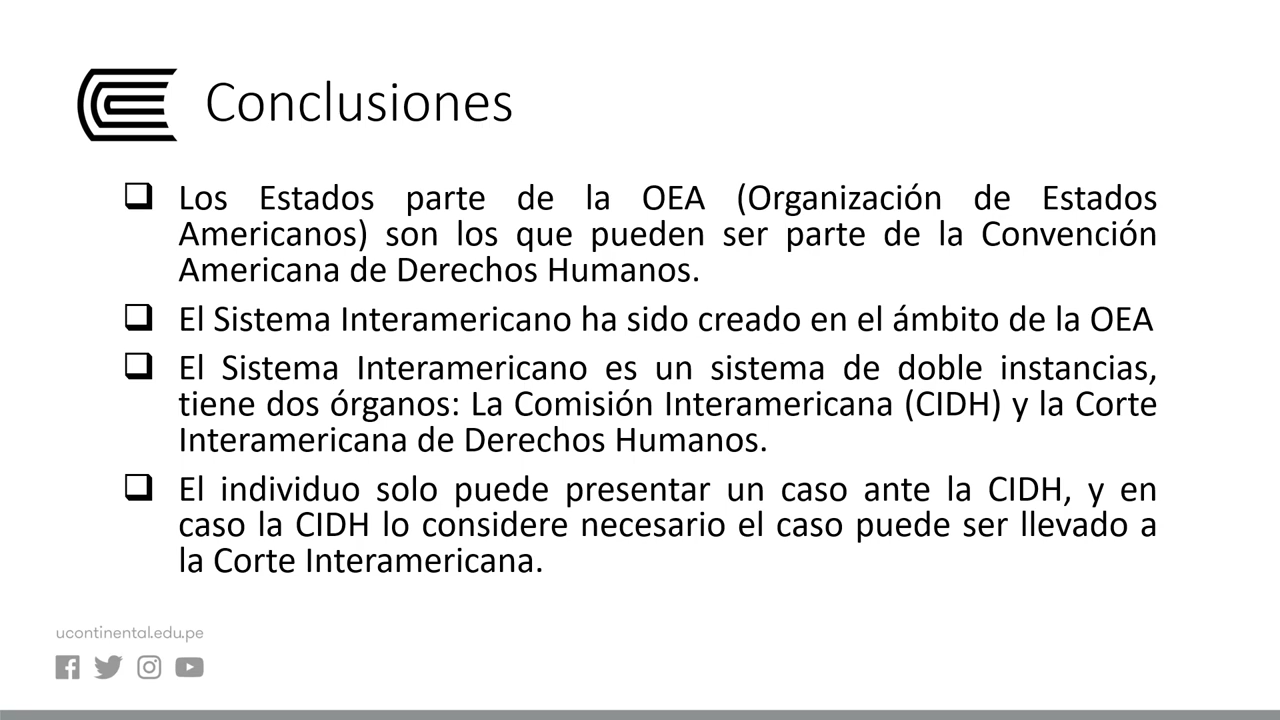 Conclusiones
Los Estados parte de la OEA (Organización de Estados
Americanos) son los que pueden ser parte de la Convención
Americana de Derechos Humanos.
El Sistema Interamericano ha sido creado en el ámbito de la OEA
El Sistema Interamericano es un sistema de doble instancias,
tiene dos órganos: La Comisión Interamericana (CIDH) y la Corte
Interamericana de Derechos Humanos.
El individuo solo puede presentar un caso ante la CIDH, y en
caso la CIDH lo considere necesario el caso puede ser llevado a
la Corte Interamericana.
ucontinental.edu.pe